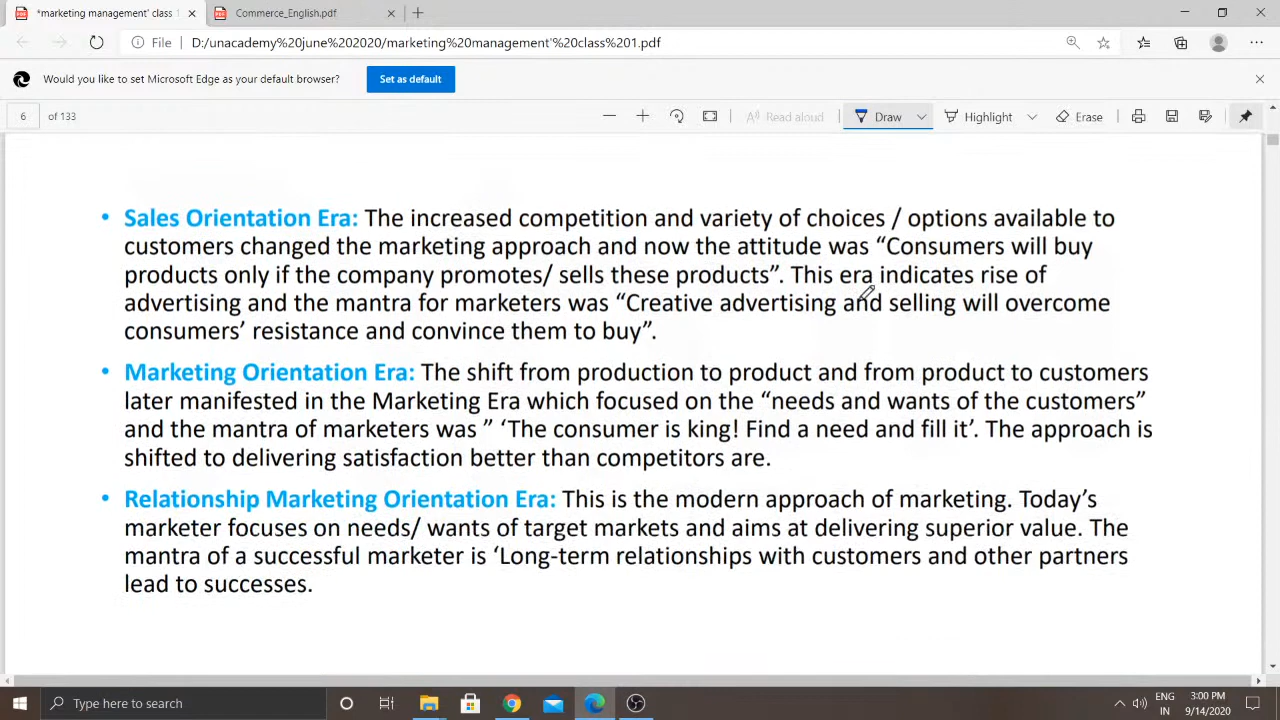 *marketing management' class
Commerce_English.pdf
File
D:/unacademy%20june%202020/marketing%20management'%20class%201.pdf
Would you like to set Microsoft Edge as your default browser?
Set as default
6
of 133
Read aloud
Draw
Highlight
Erase
• Sales Orientation Era: The increased competition and variety of choices / options available to
customers changed the marketing approach and now the attitude was “Consumers will buy
products only if the company promotes/ sells these products”. This era indicates rise of
advertising and the mantra for marketers was “Creative advertising and selling will overcome
consumers’ resistance and convince them to buy”.
• Marketing Orientation Era: The shift from production to product and from product to customers
later manifested in the Marketing Era which focused on the “needs and wants of the customers”
and the mantra of marketers was ” ‘The consumer is king! Find a need and fill it’. The approach is
shifted to delivering satisfaction better than competitors are.
• Relationship Marketing Orientation Era: This is the modern approach of marketing. Today’s
marketer focuses on needs/ wants of target markets and aims at delivering superior value. The
mantra of a successful marketer is ‘Long-term relationships with customers and other partners
lead to successes.
Type here to search
ENG
IN
3:00 PM
9/14/2020